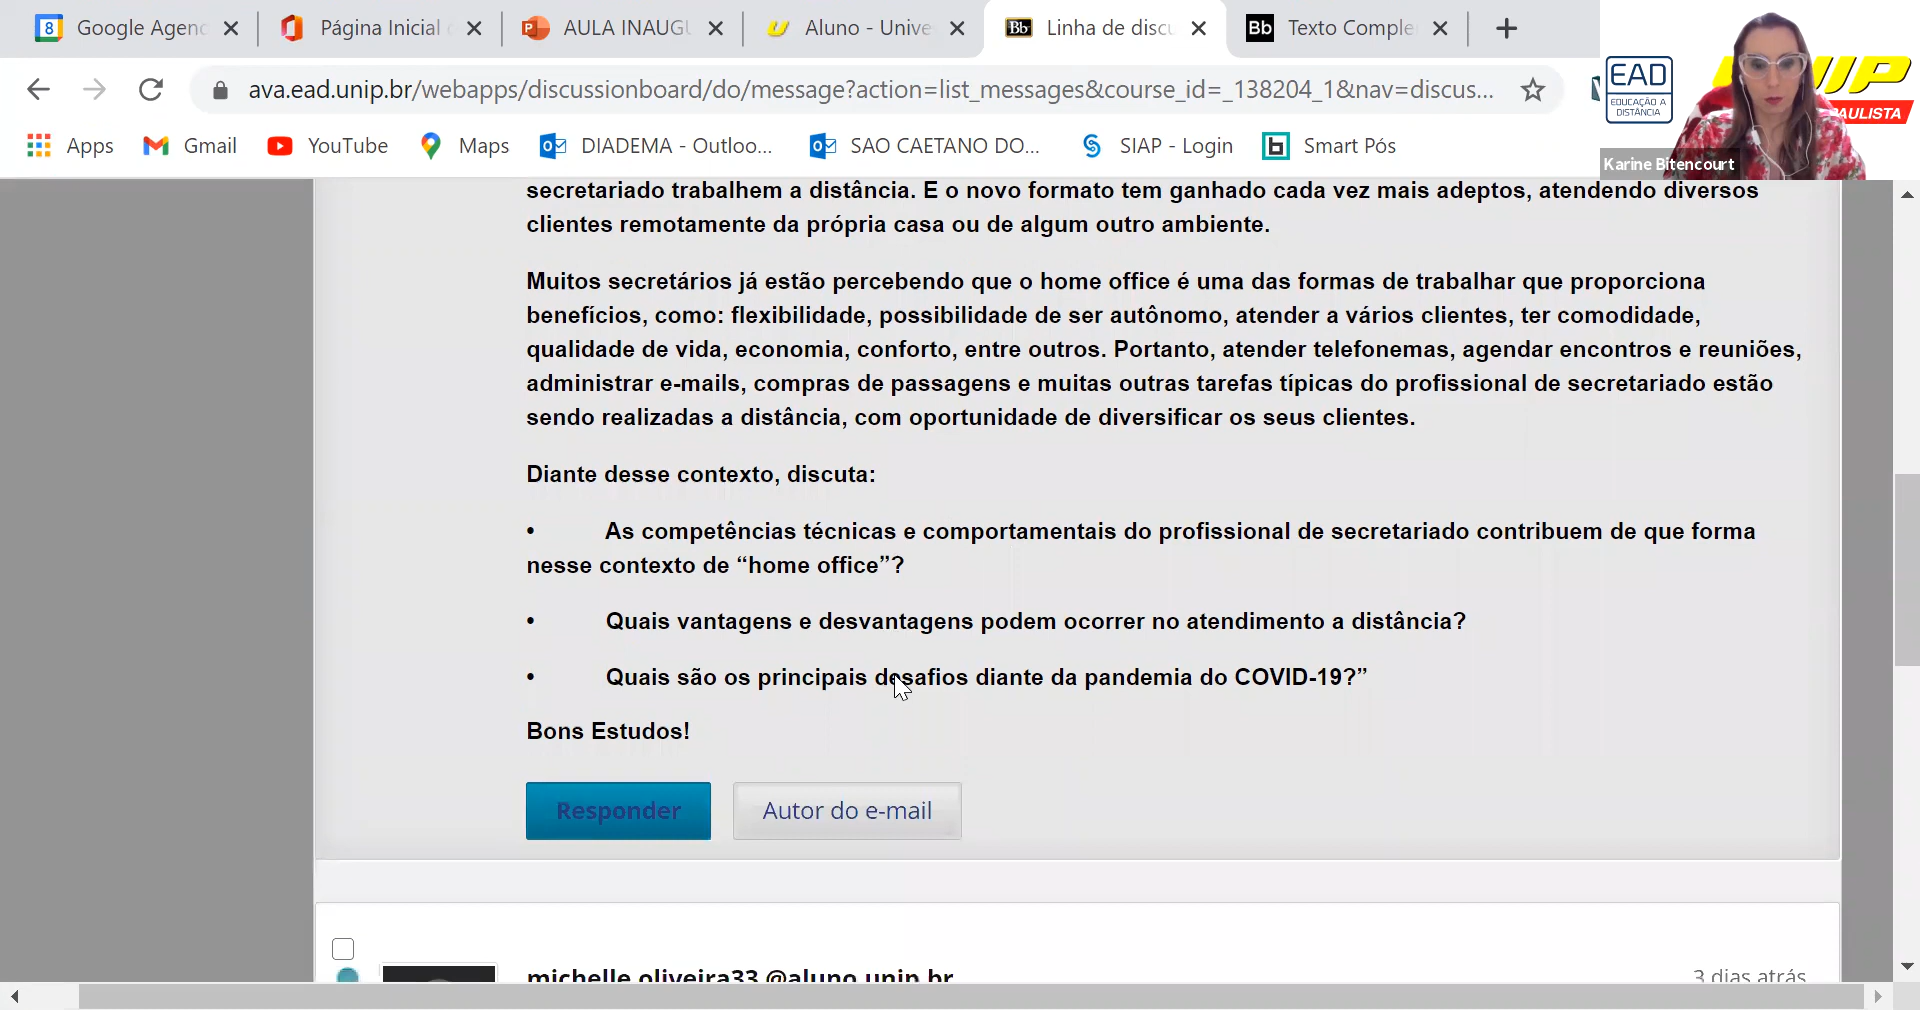 Google Agend
Página Inicial
AULA INAUGU
Aluno - Unive
Linha de discu
Texto Comple
ava.ead.unip.br/webapps/discussionboard/do/message?action=list_messages&course_id=_138204_1&nav=discus...
EAD
EDUCAÇÃO A
DISTÂNCIA
PAULISTA
Apps
Gmail
YouTube
Maps
DIADEMA - Outloo...
SAO CAETANO DO...
SIAP - Login
Smart Pós
Karine Bitencourt
secretariado trabalhem a distância. E o novo formato tem ganhado cada vez mais adeptos, atendendo diversos
clientes remotamente da própria casa ou de algum outro ambiente.
Muitos secretários já estão percebendo que o home office é uma das formas de trabalhar que proporciona
benefícios, como: flexibilidade, possibilidade de ser autônomo, atender a vários clientes, ter comodidade,
qualidade de vida, economia, conforto, entre outros. Portanto, atender telefonemas, agendar encontros e reuniões,
administrar e-mails, compras de passagens e muitas outras tarefas típicas do profissional de secretariado estão
sendo realizadas a distância, com oportunidade de diversificar os seus clientes.
Diante desse contexto, discuta:
• As competências técnicas e comportamentais do profissional de secretariado contribuem de que forma
nesse contexto de “home office”?
• Quais vantagens e desvantagens podem ocorrer no atendimento a distância?
• Quais são os principais desafios diante da pandemia do COVID-19?”
Bons Estudos!
Responder
Autor do e-mail
michelle.oliveira33 @aluno.unip.br
3 dias atrás